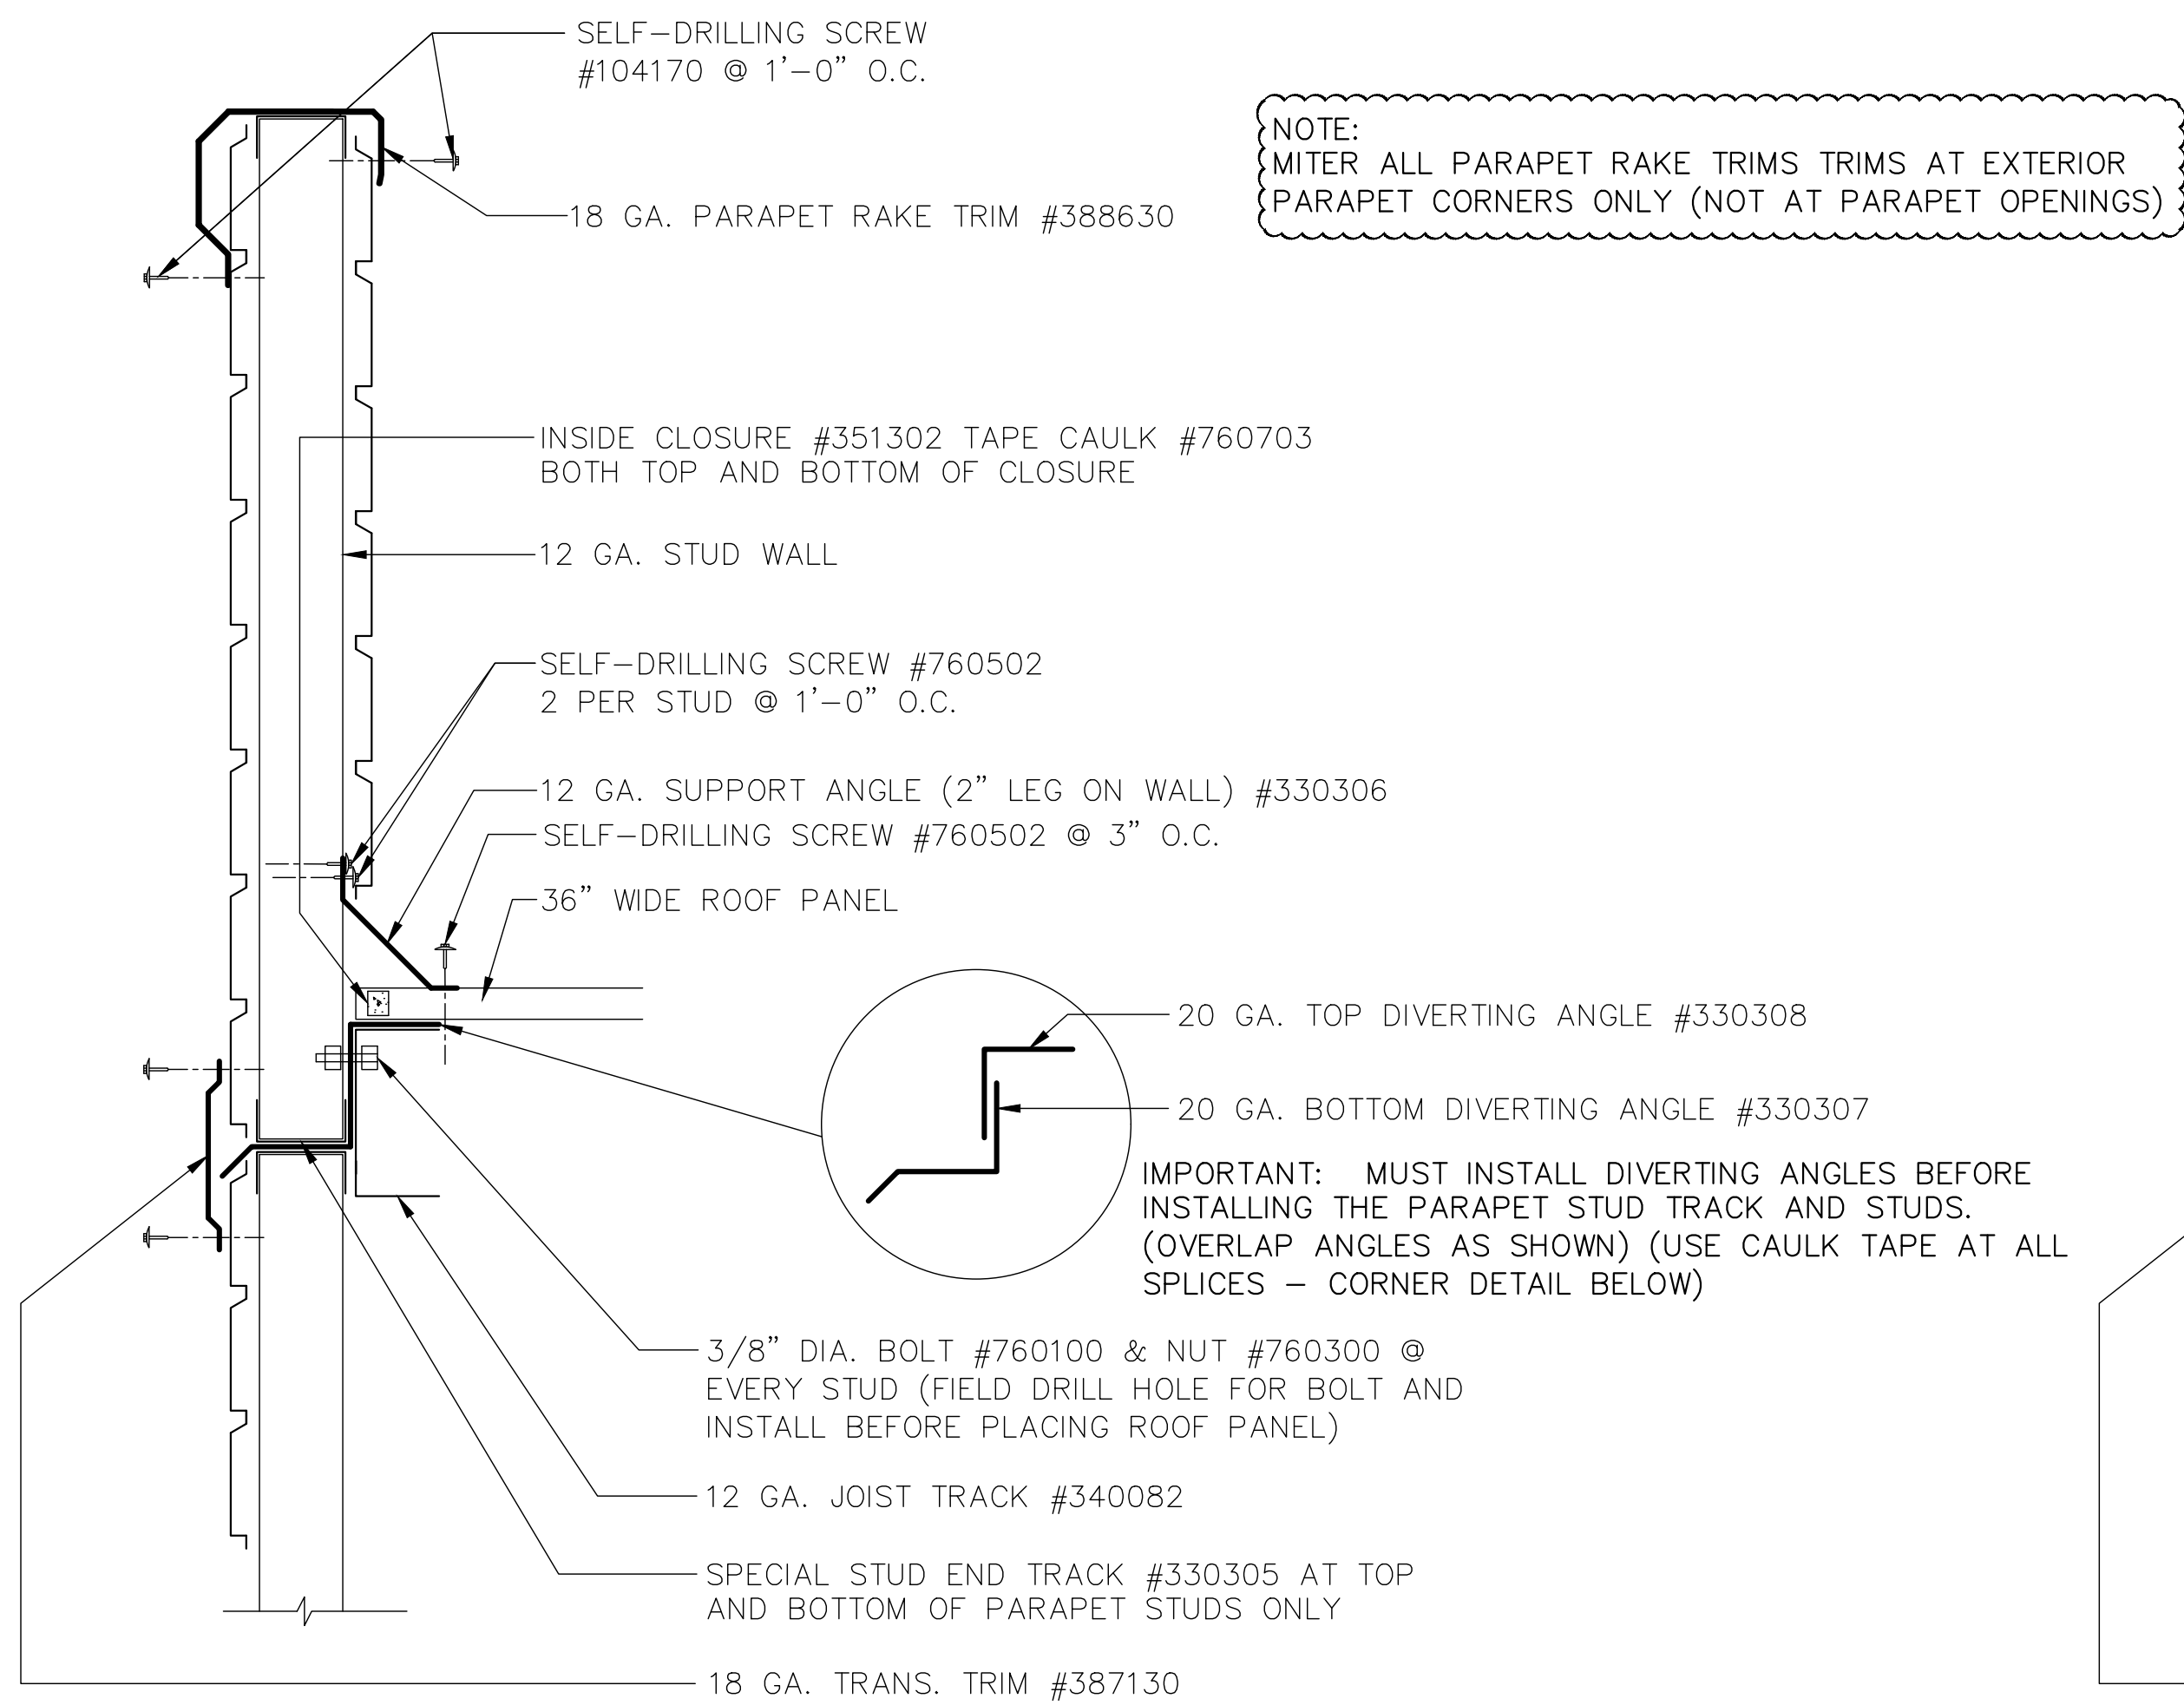 SELF-DRILLING SCREW
#104170 @ 1'-0" O.C.
NOTE:
MITER ALL PARAPET RAKE TRIMS TRIMS AT EXTERIOR
PARAPET CORNERS ONLY (NOT AT PARAPET OPENINGS)
18 GA. PARAPET RAKE TRIM #388630
INSIDE CLOSURE #351302 TAPE CAULK #760703
BOTH TOP AND BOTTOM OF CLOSURE
12 GA. STUD WALL
SELF-DRILLING SCREW #760502
2 PER STUD @ 1'-0" O.C.
12 GA. SUPPORT ANGLE (2" LEG ON WALL) #330306
SELF-DRILLING SCREW #760502 @ 3" O.C.
36" WIDE ROOF PANEL
20 GA. TOP DIVERTING ANGLE #330308
20 GA. BOTTOM DIVERTING ANGLE #330307
IMPORTANT: MUST INSTALL DIVERTING ANGLES BEFORE
INSTALLING THE PARAPET STUD TRACK AND STUDS.
(OVERLAP ANGLES AS SHOWN) (USE CAULK TAPE AT ALL
SPLICES - CORNER DETAIL BELOW)
3/8" DIA. BOLT #760100 & NUT #760300 @
EVERY STUD (FIELD DRILL HOLE FOR BOLT AND
INSTALL BEFORE PLACING ROOF PANEL)
12 GA. JOIST TRACK #340082
SPECIAL STUD END TRACK #330305 AT TOP
AND BOTTOM OF PARAPET STUDS ONLY
18 GA. TRANS. TRIM #387130